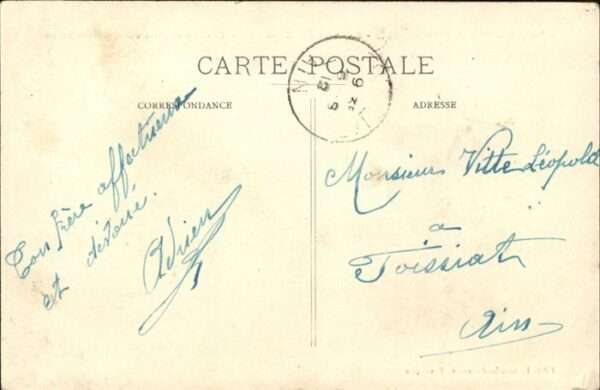 CARTE POSTALE
CORRESPONDANCE
ADRESSE
Ton frère affectueux
et dévoué.
Adrien
Monsieur Vitte Léopold
a
Foissiat
Ain